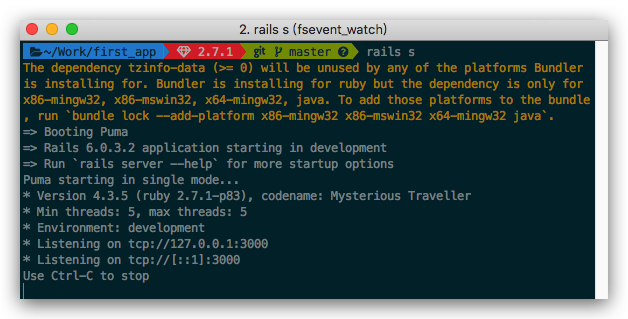 2. rails s (fsevent_watch)
~/Work/first_app 2.7.1 git master ? rails s
The dependency tzinfo-data (>= 0) will be unused by any of the platforms Bundler
is installing for. Bundler is installing for ruby but the dependency is only for
x86-mingw32, x86-mswin32, x64-mingw32, java. To add those platforms to the bundle
, run `bundle lock --add-platform x86-mingw32 x86-mswin32 x64-mingw32 java`.
=> Booting Puma
=> Rails 6.0.3.2 application starting in development
=> Run `rails server --help` for more startup options
Puma starting in single mode...
* Version 4.3.5 (ruby 2.7.1-p83), codename: Mysterious Traveller
* Min threads: 5, max threads: 5
* Environment: development
* Listening on tcp://127.0.0.1:3000
* Listening on tcp://[::1]:3000
Use Ctrl-C to stop